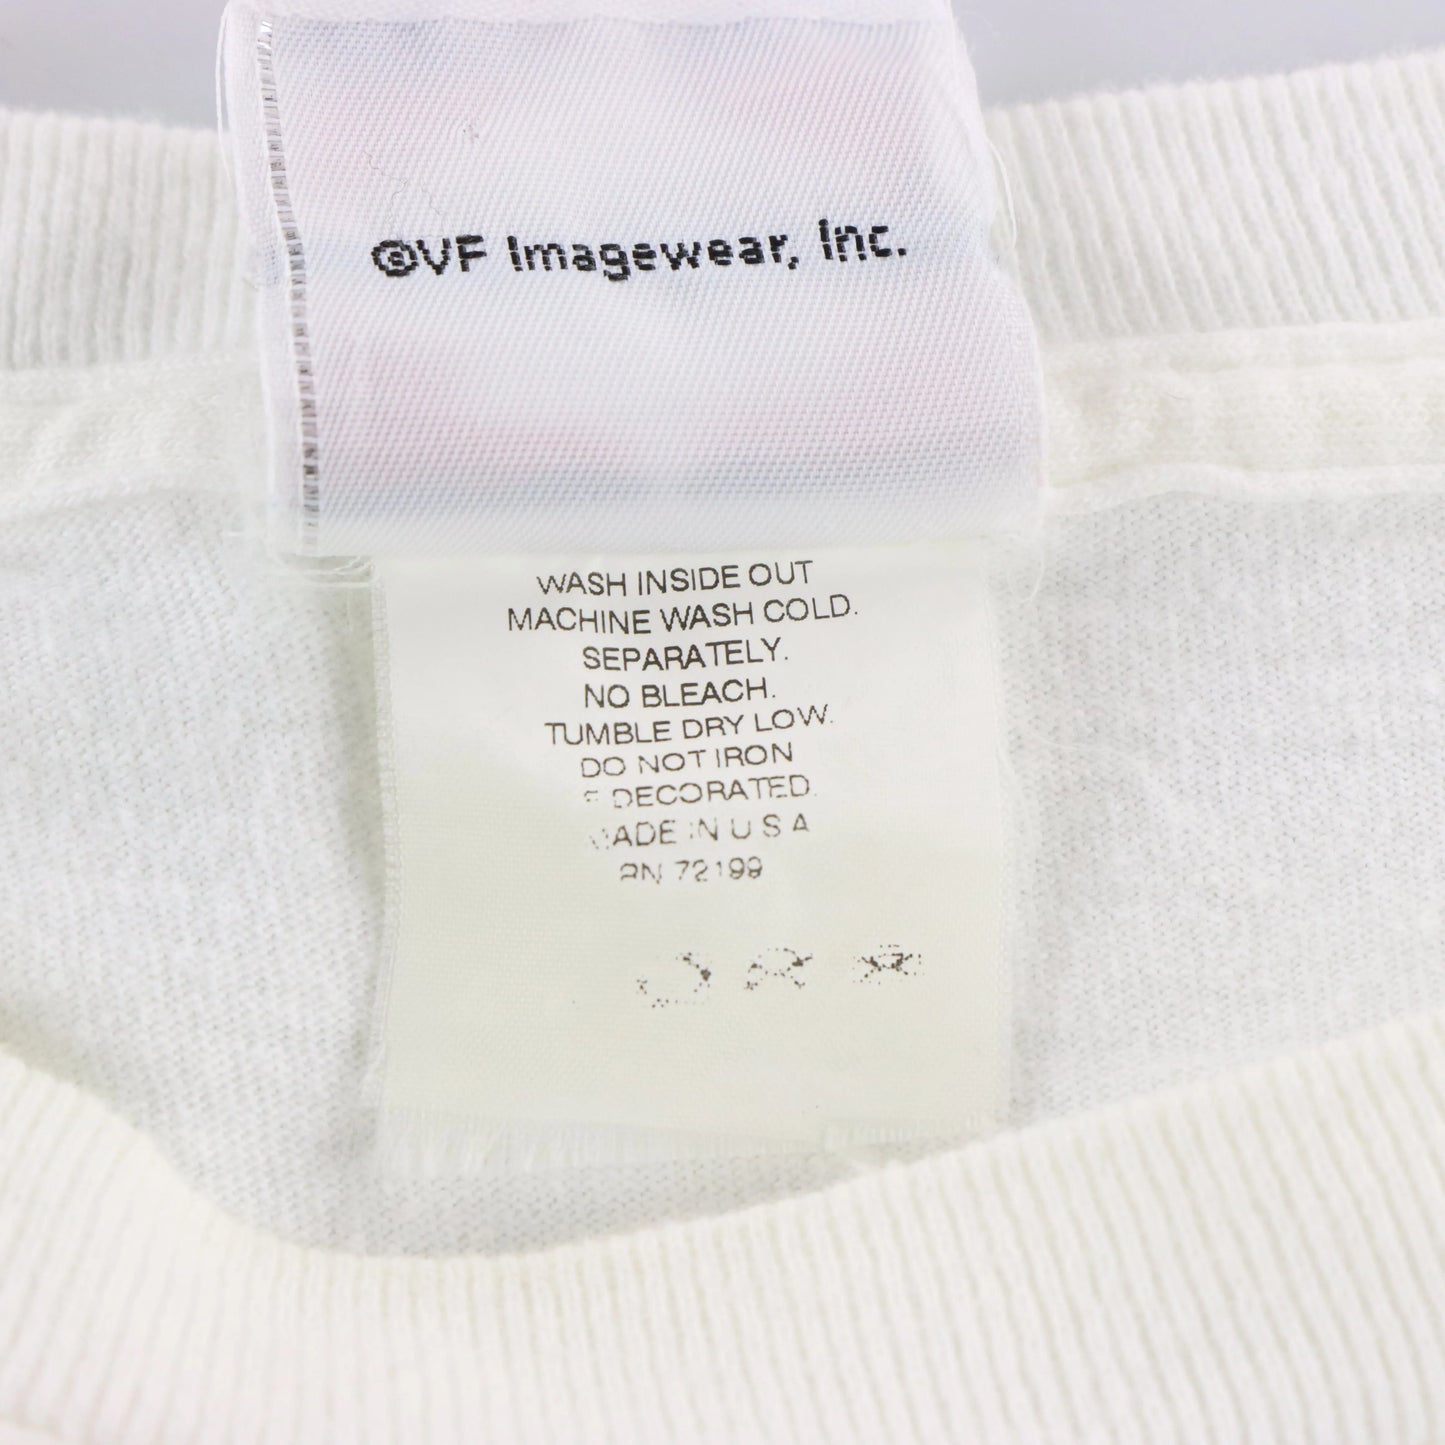 ©VF Imagewear, Inc.
WASH INSIDE OUT
MACHINE WASH COLD.
SEPARATELY.
NO BLEACH.
TUMBLE DRY LOW.
DO NOT IRON
DECORATED.
MADE IN U S A
RN 72199